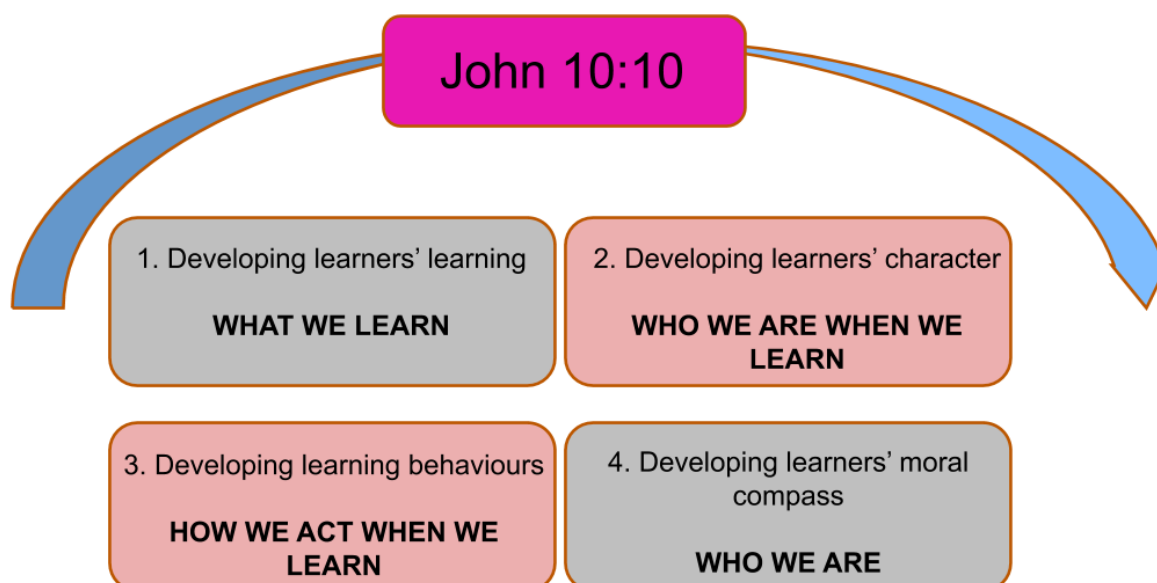 John 10:10
1. Developing learners’ learning
WHAT WE LEARN
2. Developing learners’ character
WHO WE ARE WHEN WE
LEARN
3. Developing learning behaviours
HOW WE ACT WHEN WE
LEARN
4. Developing learners’ moral
compass
WHO WE ARE